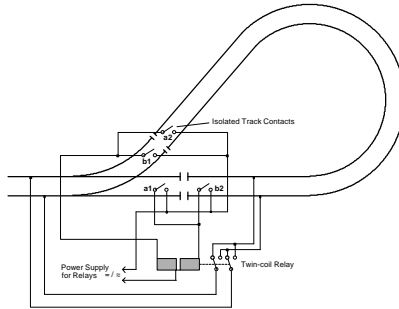 a2
Isolated Track Contacts
b1
a1
b2
Power Supply
for Relays = / ≈
Twin-coil Relay